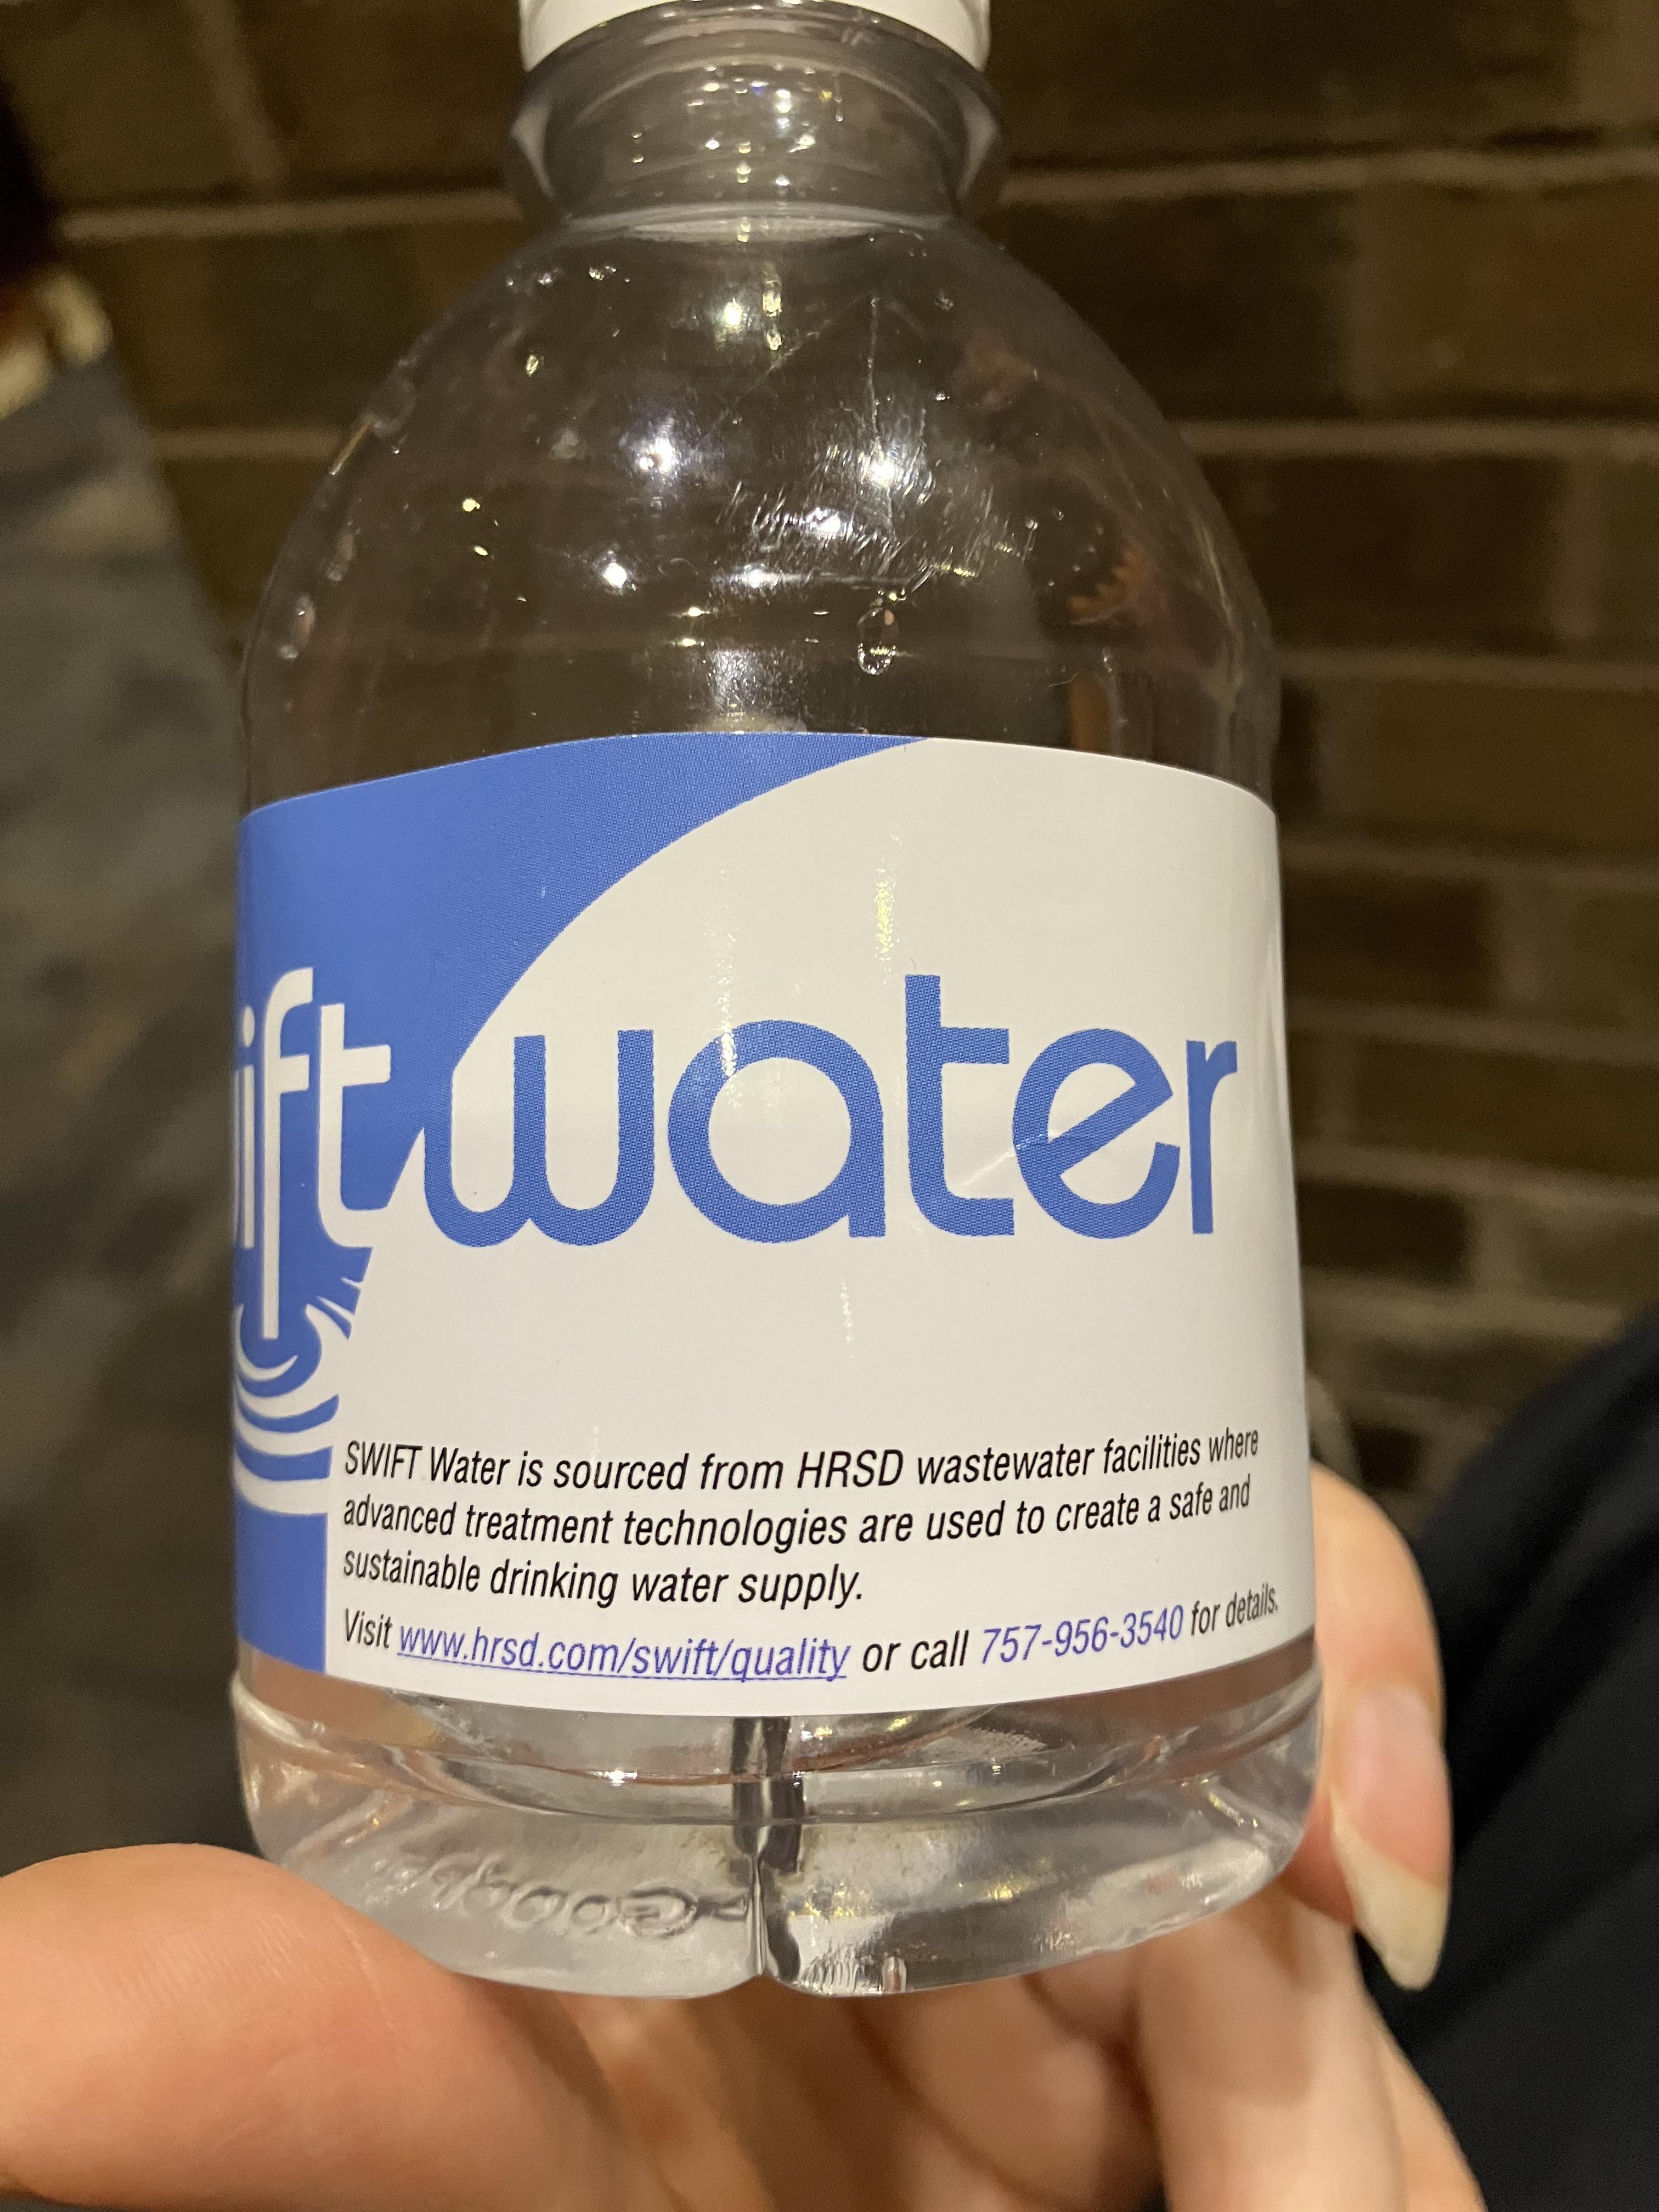 ift water
SWIFT Water is sourced from HRSD wastewater facilities where
advanced treatment technologies are used to create a safe and
sustainable drinking water supply.
Visit www.hrsd.com/swift/quality or call 757-956-3540 for details.